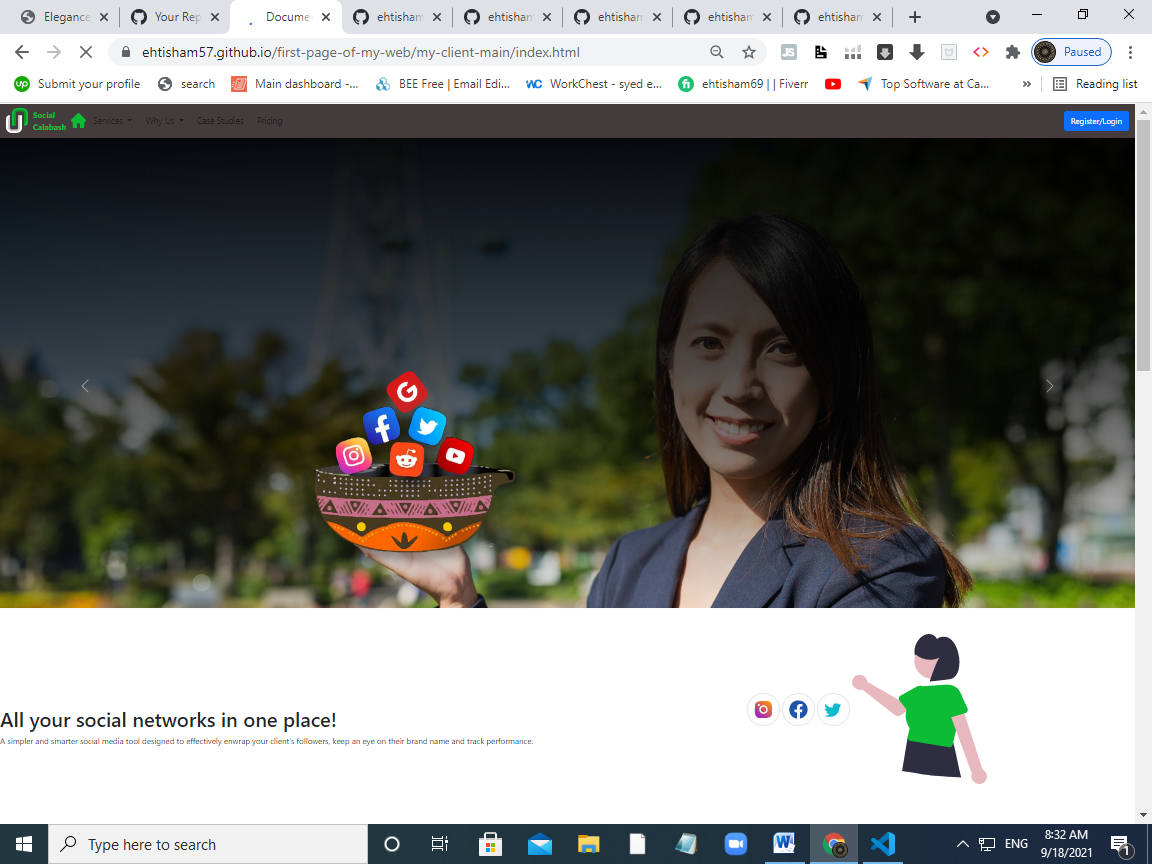 Elegance
Your Rep
Docume
ehtisham
ehtisham
ehtisham
ehtisham
ehtisham
ehtisham57.github.io/first-page-of-my-web/my-client-main/index.html
JS
Paused
up Submit your profile
search
Main dashboard -...
BEE Free | Email Edi...
WC WorkChest - syed e...
fi ehtisham69 | | Fiverr
Top Software at Ca...
»
Reading list
Social
Calabash
Services
Why Us
Case Studies
Pricing
Register/Login
All your social networks in one place!
A simpler and smarter social media tool designed to effectively enwrap your client's followers, keep an eye on their brand name and track performance.
Type here to search
ENG
8:32 AM
9/18/2021
1